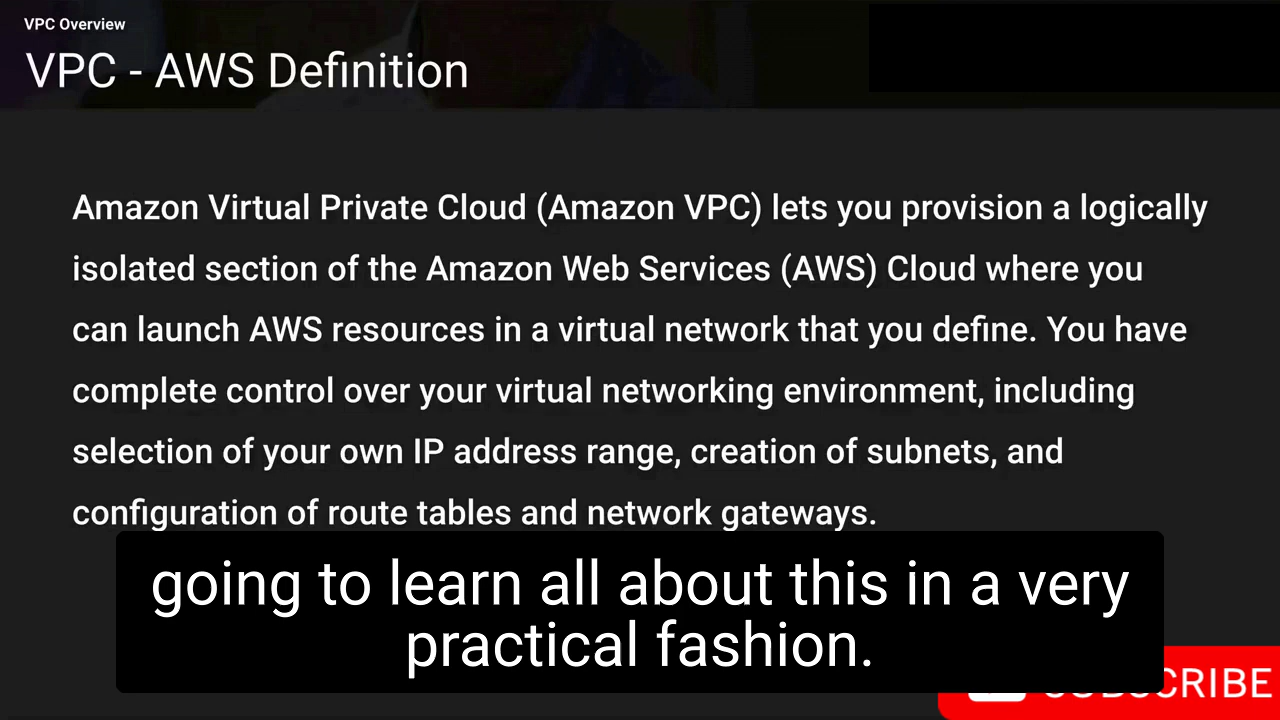 VPC Overview
VPC - AWS Definition
Amazon Virtual Private Cloud (Amazon VPC) lets you provision a logically
isolated section of the Amazon Web Services (AWS) Cloud where you
can launch AWS resources in a virtual network that you define. You have
complete control over your virtual networking environment, including
selection of your own IP address range, creation of subnets, and
configuration of route tables and network gateways.
going to learn all about this in a very
practical fashion.
SUBSCRIBE